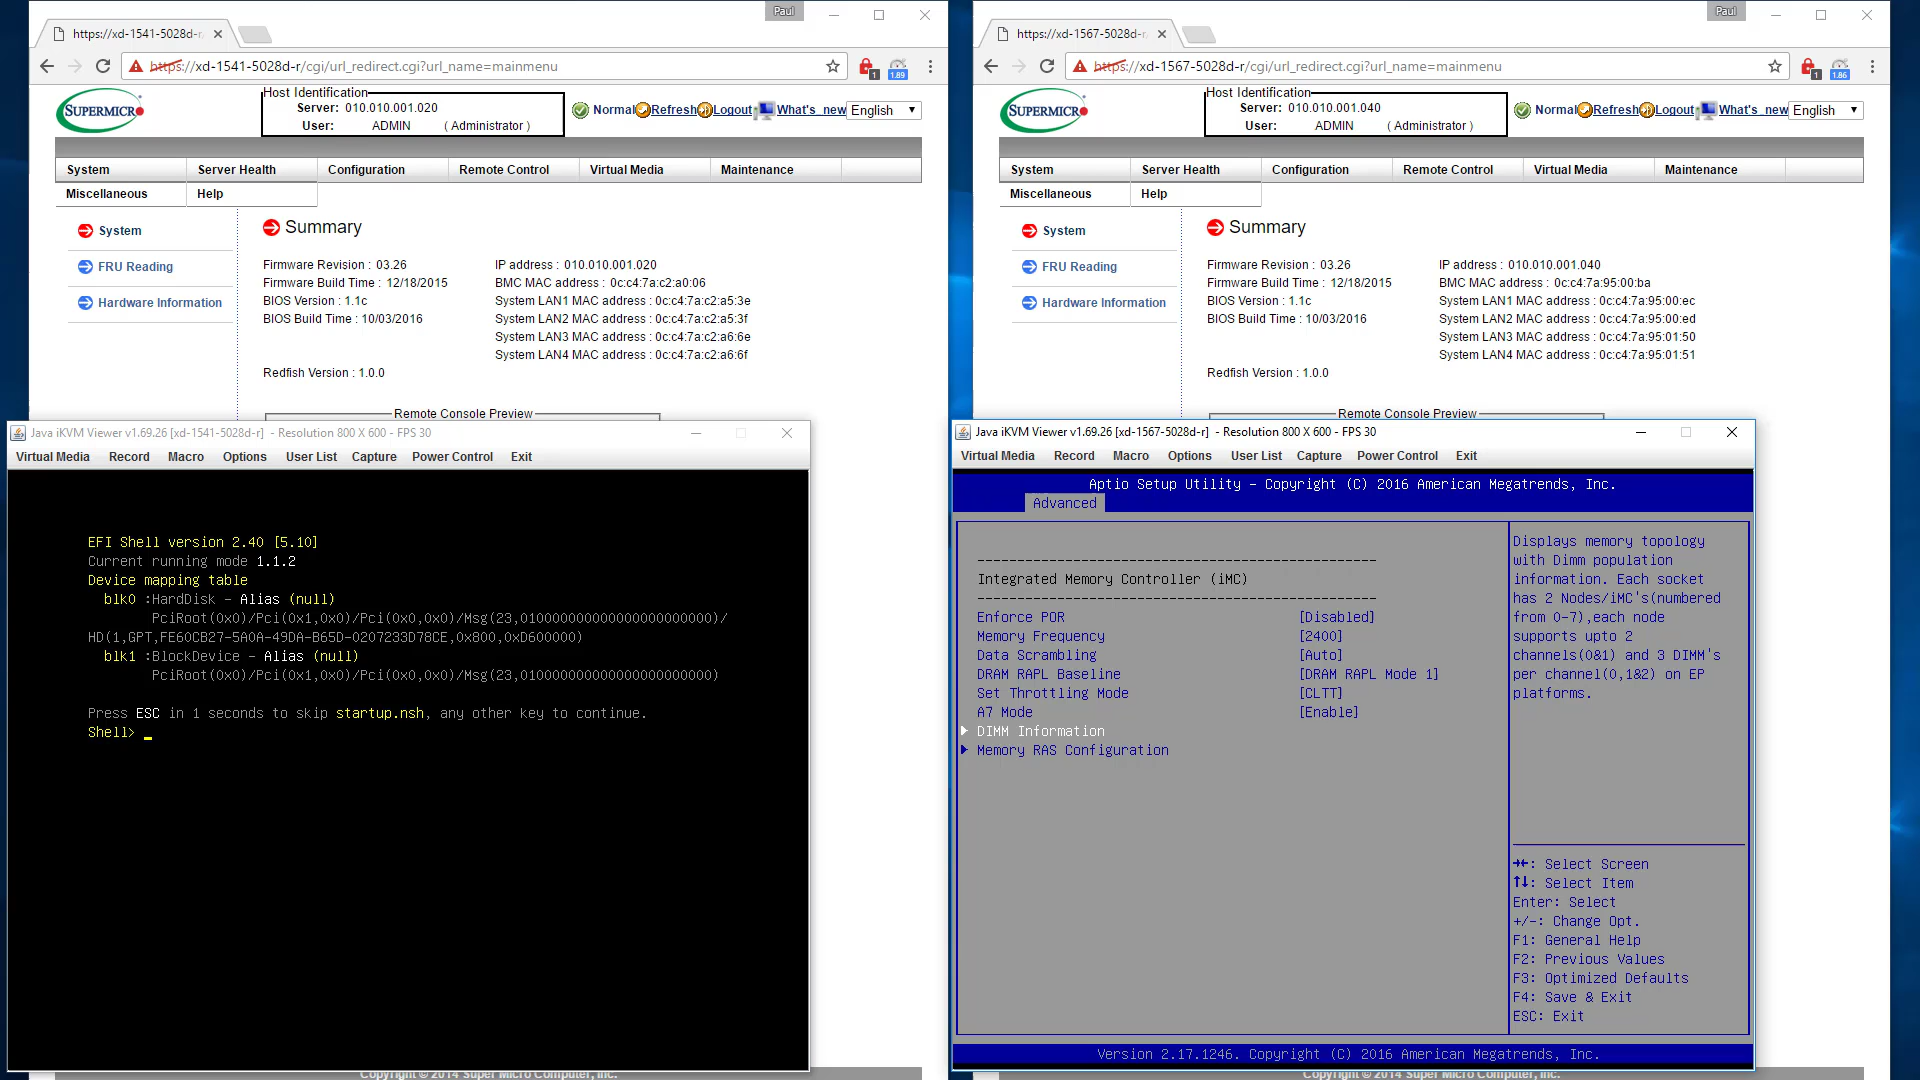 Paul
https://xd-1541-5028d-r
https://xd-1541-5028d-r/cgi/url_redirect.cgi?url_name=mainmenu
1
1.89
SUPERMICR
Host Identification
Server: 010.010.001.020
User: ADMIN ( Administrator )
Normal Refresh Logout What's_new English
System Server Health Configuration Remote Control Virtual Media Maintenance
Miscellaneous Help
System
FRU Reading
Hardware Information
Summary
Firmware Revision : 03.26
Firmware Build Time : 12/18/2015
BIOS Version : 1.1c
BIOS Build Time : 10/03/2016
IP address : 010.010.001.020
BMC MAC address : 0c:c4:7a:c2:a0:06
System LAN1 MAC address : 0c:c4:7a:c2:a5:3e
System LAN2 MAC address : 0c:c4:7a:c2:a5:3f
System LAN3 MAC address : 0c:c4:7a:c2:a6:6e
System LAN4 MAC address : 0c:c4:7a:c2:a6:6f
Redfish Version : 1.0.0
Remote Console Preview
Java iKVM Viewer v1.69.26 [xd-1541-5028d-r] - Resolution 800 X 600 - FPS 30
Virtual Media Record Macro Options User List Capture Power Control Exit
EFI Shell version 2.40 [5.10]
Current running mode 1.1.2
Device mapping table
blk0 :HardDisk - Alias (null)
PciRoot(0x0)/Pci(0x1,0x0)/Pci(0x0,0x0)/Msg(23,010000000000000000000000)/
HD(1,GPT,FE60CB27-5A0A-49DA-B65D-0207233D78CE,0x800,0xD600000)
blk1 :BlockDevice - Alias (null)
PciRoot(0x0)/Pci(0x1,0x0)/Pci(0x0,0x0)/Msg(23,010000000000000000000000)
Press ESC in 1 seconds to skip startup.nsh, any other key to continue.
Shell> _
Copyright © 2014 Super Micro Computer, Inc.
Paul
https://xd-1567-5028d-r
https://xd-1567-5028d-r/cgi/url_redirect.cgi?url_name=mainmenu
1
1.86
SUPERMICR
Host Identification
Server: 010.010.001.040
User: ADMIN ( Administrator )
Normal Refresh Logout What's_new English
System Server Health Configuration Remote Control Virtual Media Maintenance
Miscellaneous Help
System
FRU Reading
Hardware Information
Summary
Firmware Revision : 03.26
Firmware Build Time : 12/18/2015
BIOS Version : 1.1c
BIOS Build Time : 10/03/2016
IP address : 010.010.001.040
BMC MAC address : 0c:c4:7a:95:00:ba
System LAN1 MAC address : 0c:c4:7a:95:00:ec
System LAN2 MAC address : 0c:c4:7a:95:00:ed
System LAN3 MAC address : 0c:c4:7a:95:01:50
System LAN4 MAC address : 0c:c4:7a:95:01:51
Redfish Version : 1.0.0
Remote Console Preview
Java iKVM Viewer v1.69.26 [xd-1567-5028d-r] - Resolution 800 X 600 - FPS 30
Virtual Media Record Macro Options User List Capture Power Control Exit
Aptio Setup Utility - Copyright (C) 2016 American Megatrends, Inc.
Advanced
--------------------------------------------------
Integrated Memory Controller (iMC)
--------------------------------------------------
Enforce POR [Disabled]
Memory Frequency [2400]
Data Scrambling [Auto]
DRAM RAPL Baseline [DRAM RAPL Mode 1]
Set Throttling Mode [CLTT]
A7 Mode [Enable]
DIMM Information
Memory RAS Configuration
Displays memory topology
with Dimm population
information. Each socket
has 2 Nodes/iMC's(numbered
from 0-7),each node
supports upto 2
channels(0&1) and 3 DIMM's
per channel(0,1&2) on EP
platforms.
→←: Select Screen
↑↓: Select Item
Enter: Select
+/-: Change Opt.
F1: General Help
F2: Previous Values
F3: Optimized Defaults
F4: Save & Exit
ESC: Exit
Version 2.17.1246. Copyright (C) 2016 American Megatrends, Inc.
Copyright © 2014 Super Micro Computer, Inc.